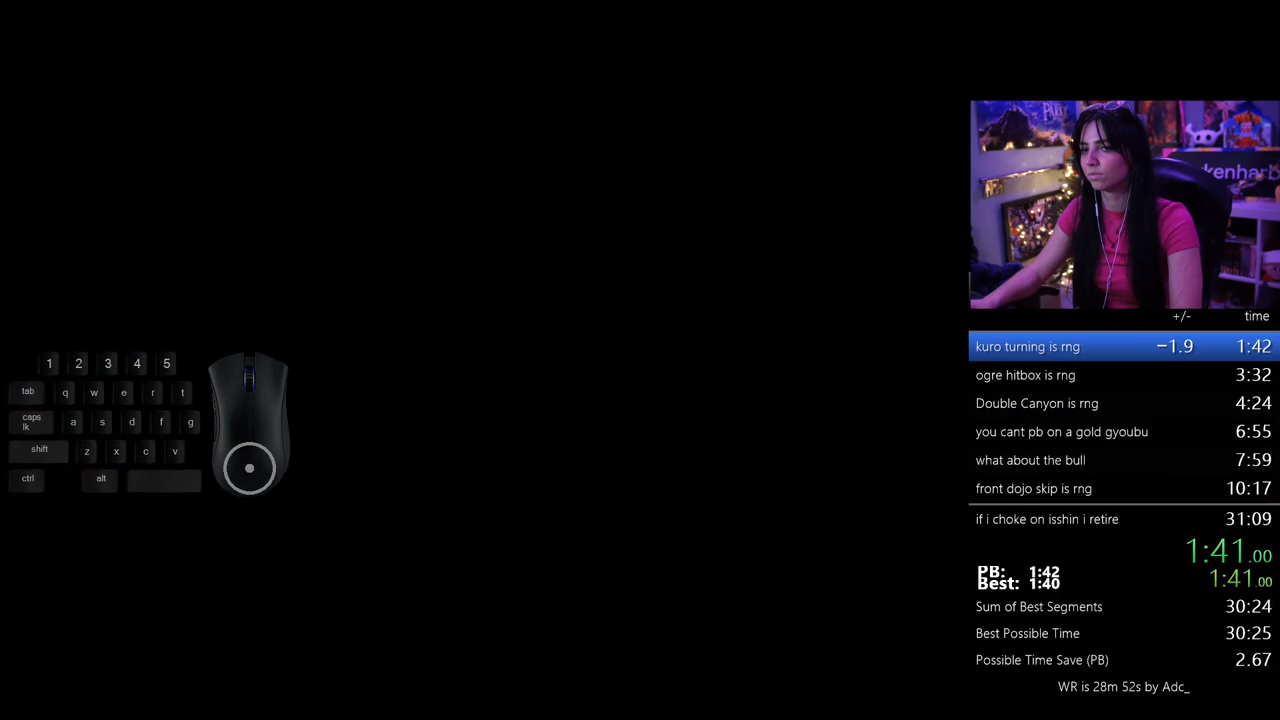 PARTY
kenhar
+/- time
kuro turning is rng −1.9 1:42
ogre hitbox is rng 3:32
Double Canyon is rng 4:24
you cant pb on a gold gyoubu 6:55
what about the bull 7:59
front dojo skip is rng 10:17
if i choke on isshin i retire 31:09
1:41.00
PB: 1:42
Best: 1:40 1:41.00
Sum of Best Segments 30:24
Best Possible Time 30:25
Possible Time Save (PB) 2.67
WR is 28m 52s by Adc_
1 2 3 4 5
tab q w e r t
caps lk a s d f g
shift z x c v
ctrl alt